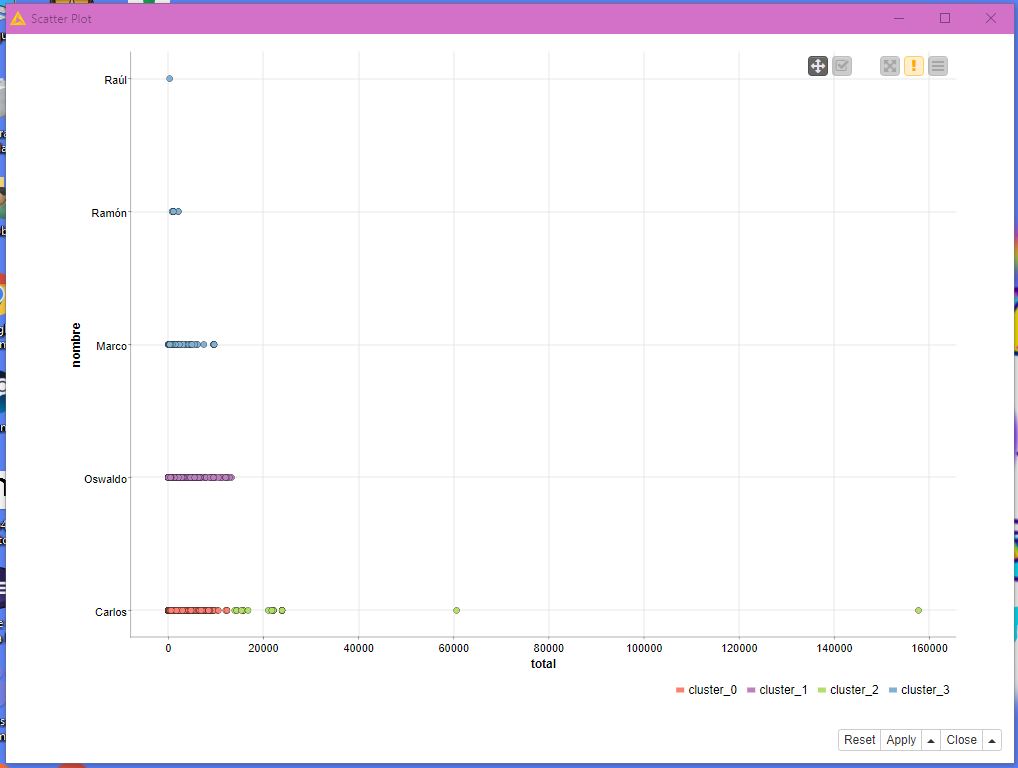 Scatter Plot
Raúl
Ramón
Marco
Oswaldo
Carlos
nombre
0 20000 40000 60000 80000 100000 120000 140000 160000
total
cluster_0 cluster_1 cluster_2 cluster_3
Reset Apply Close